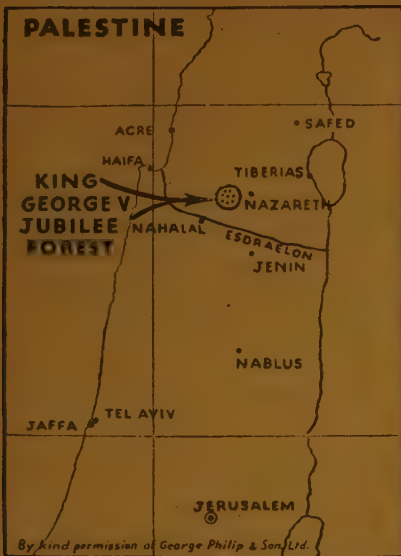 PALESTINE
SAFED
ACRE
HAIFA
TIBERIAS
KING
GEORGE V
JUBILEE
FOREST
NAZARETH
NAHALAL
ESDRAELON
JENIN
NABLUS
TEL AVIV
JAFFA
JERUSALEM
By kind permission of George Philip & Son, Ltd.